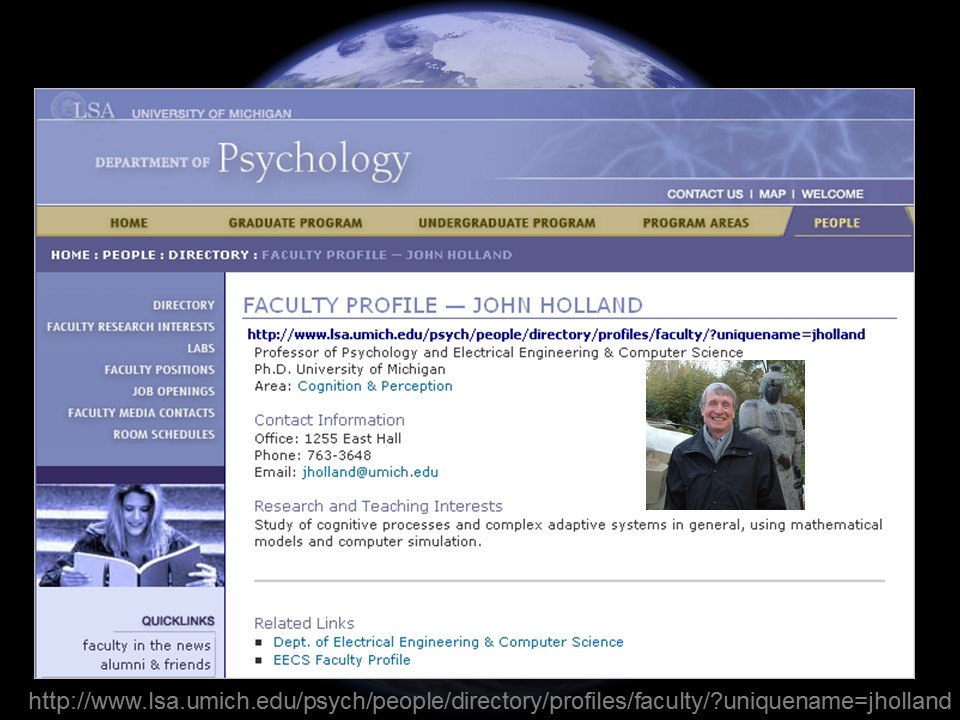 LSA UNIVERSITY OF MICHIGAN
DEPARTMENT OF Psychology
CONTACT US | MAP | WELCOME
HOME GRADUATE PROGRAM UNDERGRADUATE PROGRAM PROGRAM AREAS PEOPLE
HOME : PEOPLE : DIRECTORY : FACULTY PROFILE — JOHN HOLLAND
DIRECTORY
FACULTY RESEARCH INTERESTS
LABS
FACULTY POSITIONS
JOB OPENINGS
FACULTY MEDIA CONTACTS
ROOM SCHEDULES
QUICKLINKS
faculty in the news
alumni & friends
FACULTY PROFILE — JOHN HOLLAND
http://www.lsa.umich.edu/psych/people/directory/profiles/faculty/?uniquename=jholland
Professor of Psychology and Electrical Engineering & Computer Science
Ph.D. University of Michigan
Area: Cognition & Perception
Contact Information
Office: 1255 East Hall
Phone: 763-3648
Email: jholland@umich.edu
Research and Teaching Interests
Study of cognitive processes and complex adaptive systems in general, using mathematical
models and computer simulation.
Related Links
■ Dept. of Electrical Engineering & Computer Science
■ EECS Faculty Profile
http://www.lsa.umich.edu/psych/people/directory/profiles/faculty/?uniquename=jholland